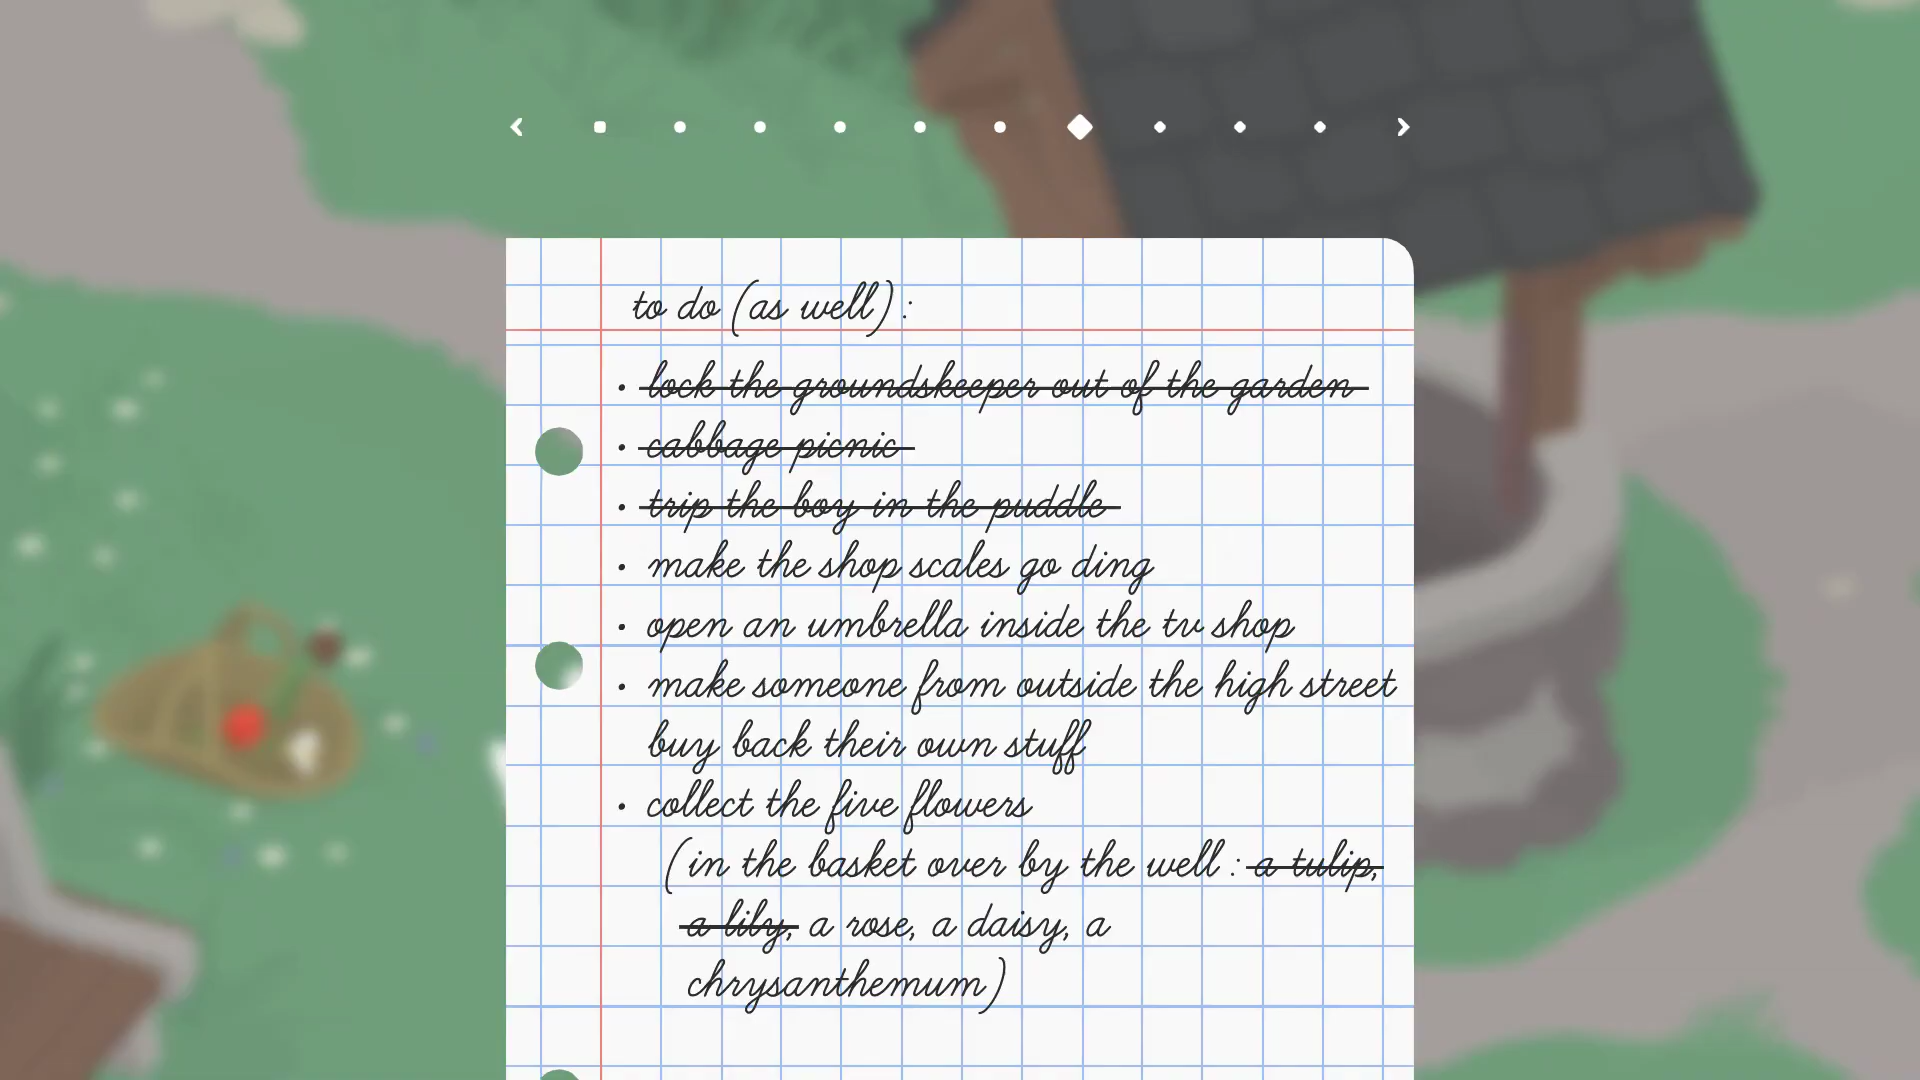 to do (as well) :
• lock the groundskeeper out of the garden
• cabbage picnic
• trip the boy in the puddle
• make the shop scales go ding
• open an umbrella inside the tv shop
• make someone from outside the high street
buy back their own stuff
• collect the five flowers
(in the basket over by the well : a tulip,
a lily, a rose, a daisy, a
chrysanthemum)